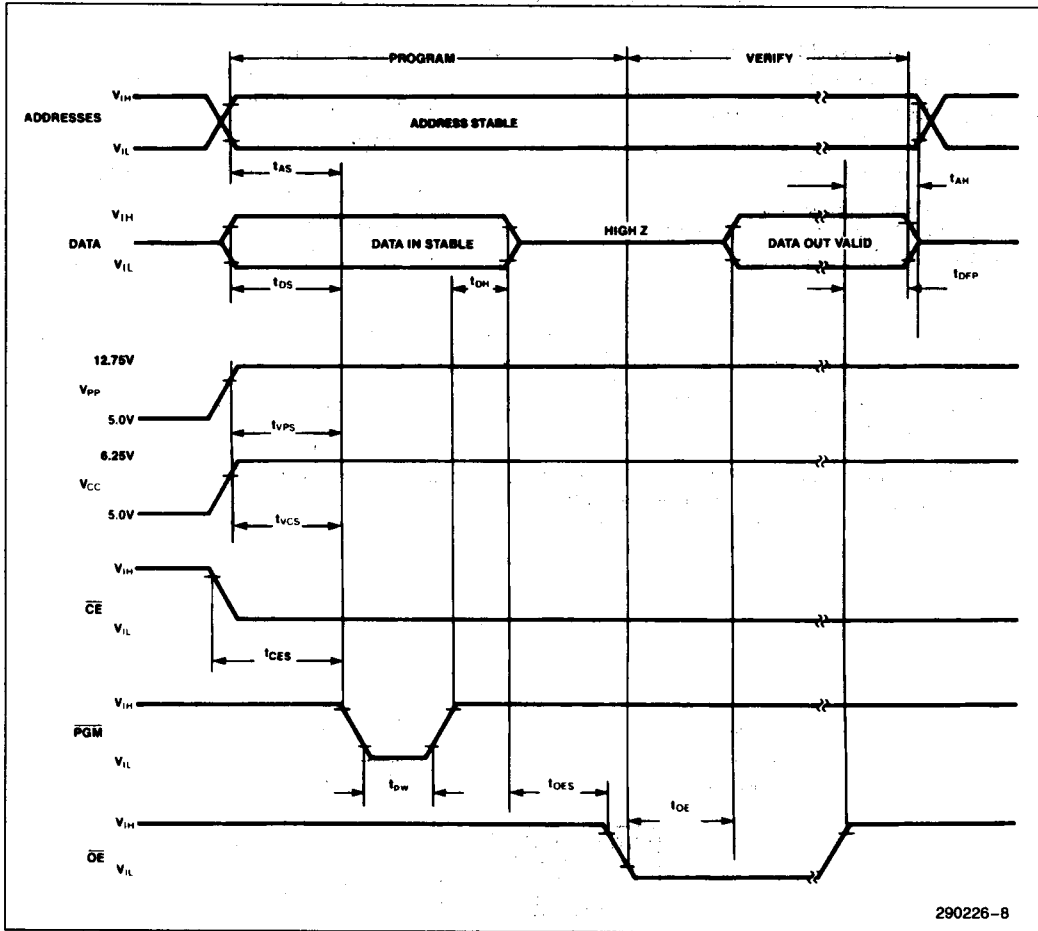 PROGRAM
VERIFY
VIH
ADDRESSES
ADDRESS STABLE
VIL
tAS
tAH
VIH
DATA
DATA IN STABLE
HIGH Z
DATA OUT VALID
VIL
tDS
tDH
tDFP
12.75V
VPP
5.0V
tVPS
6.25V
VCC
5.0V
tVCS
VIH
CE
VIL
tCES
VIH
PGM
VIL
tPW
tOES
tOE
VIH
OE
VIL
290226-8